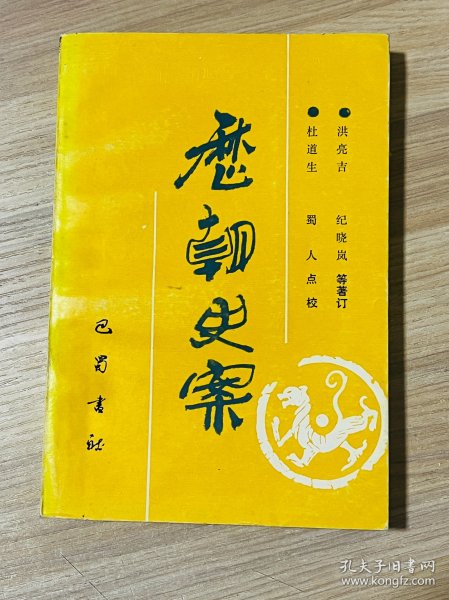 洪亮吉 纪晓岚 等著订
杜道生 蜀人点校
历朝史案
巴蜀书社
孔夫子旧书网
www.kongfz.com